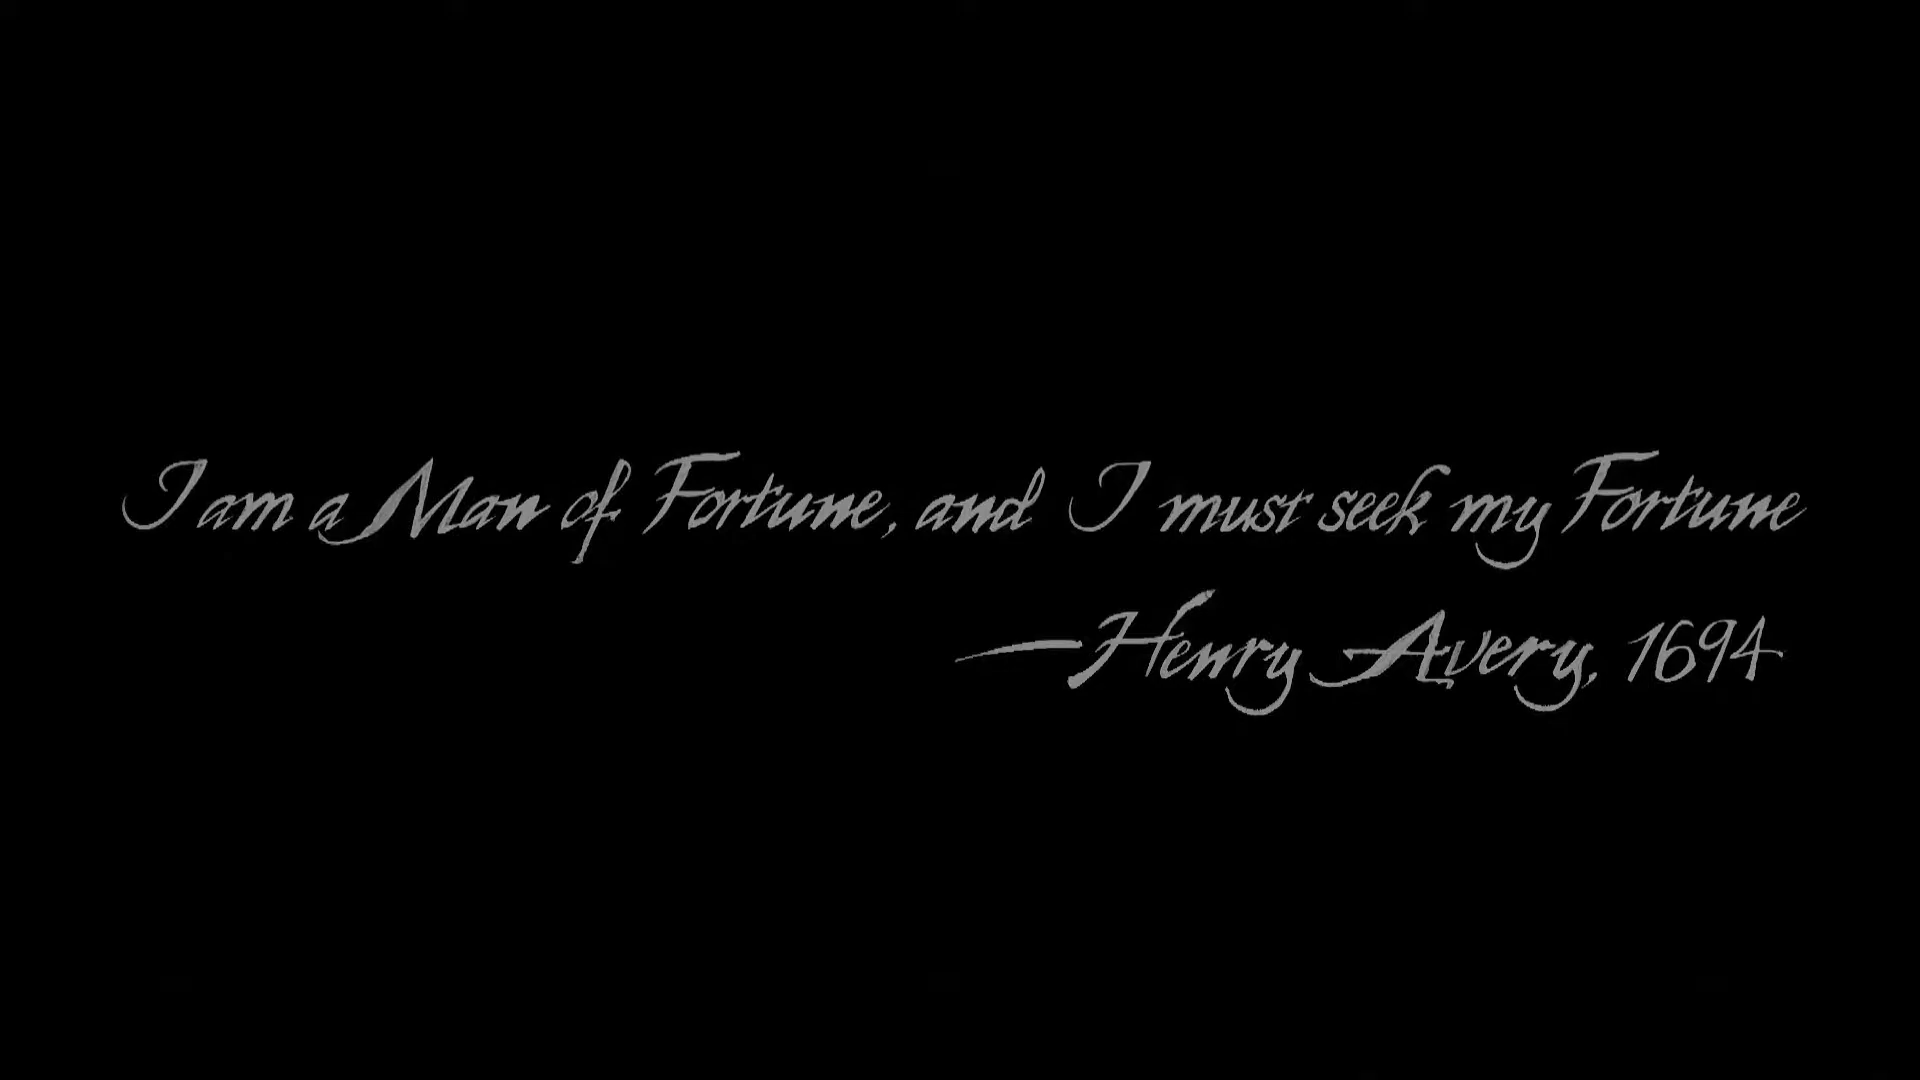 I am a Man of Fortune, and I must seek my Fortune
—Henry Avery, 1694